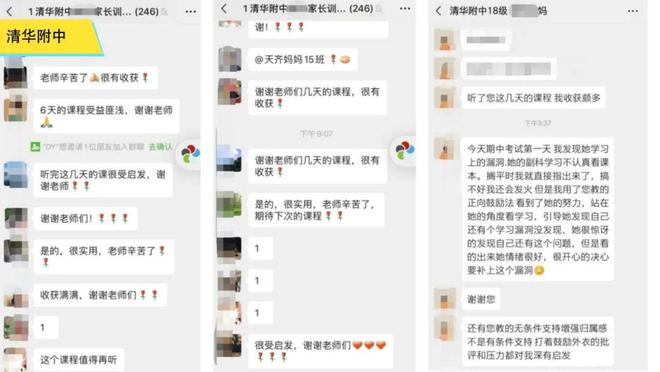 1 清华附中 家长训… (246)
清华附中
老师辛苦了🙏很有收获🌹
6天的课程受益匪浅，谢谢老师
🙏
"DY"想邀请1位朋友加入群聊 去确认
听完这几天的课很受启发，谢
谢老师🌹🌹
谢谢老师们！🌹🌹🌹
是的，很实用，老师辛苦了🌹
🌹🌹
收获满满，谢谢老师们🌹🌹🌹
1
这个课程值得再听
1 清华附中 家长训… (246)
谢！🌹🌹🌹
@天齐妈妈15班
谢谢老师们几天的课程，很有
收获🌹
下午9:07
谢谢老师们几天的课程，很有
收获🌹
是的，很实用，老师辛苦了，
期待下次的课程🌹🌹🌹
1
1
1
很受启发，谢谢老师们❤❤❤
🌹🌹🌹
清华附中18级 妈
听了您这几天的课程 我收获颇多
下午3:37
今天期中考试第一天 我发现她学习
上的漏洞.她的副科学习不认真看课
本。搁平时我就直接指出来了，搞
不好我还会发火 但是我用了您教的
正向鼓励法 看到了她的努力，站在
她的角度看学习，引导她发现自己
还有个学习漏洞没发现，她很惊讶
的发现自己还有这个问题，但是看
的出来她情绪很好，很开心的决心
要补上这个漏洞😊
谢谢您
还有您教的无条件支持增强归属感
不是有条件支持 打着鼓励外衣的批
评和压力都对我深有启发